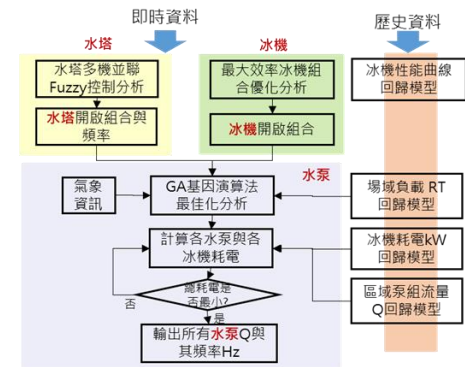 即時資料
歷史資料
水塔
冰機
水塔多機並聯
Fuzzy控制分析
水塔開啟組合與
頻率
最大效率冰機組
合優化分析
冰機開啟組合
冰機性能曲線
回歸模型
水泵
氣象
資訊
GA基因演算法
最佳化分析
場域負載 RT
回歸模型
計算各水泵與各
冰機耗電
冰機耗電kW
回歸模型
總耗電是
否最小?
否
是
區域泵組流量
Q回歸模型
輸出所有水泵Q與
其頻率Hz